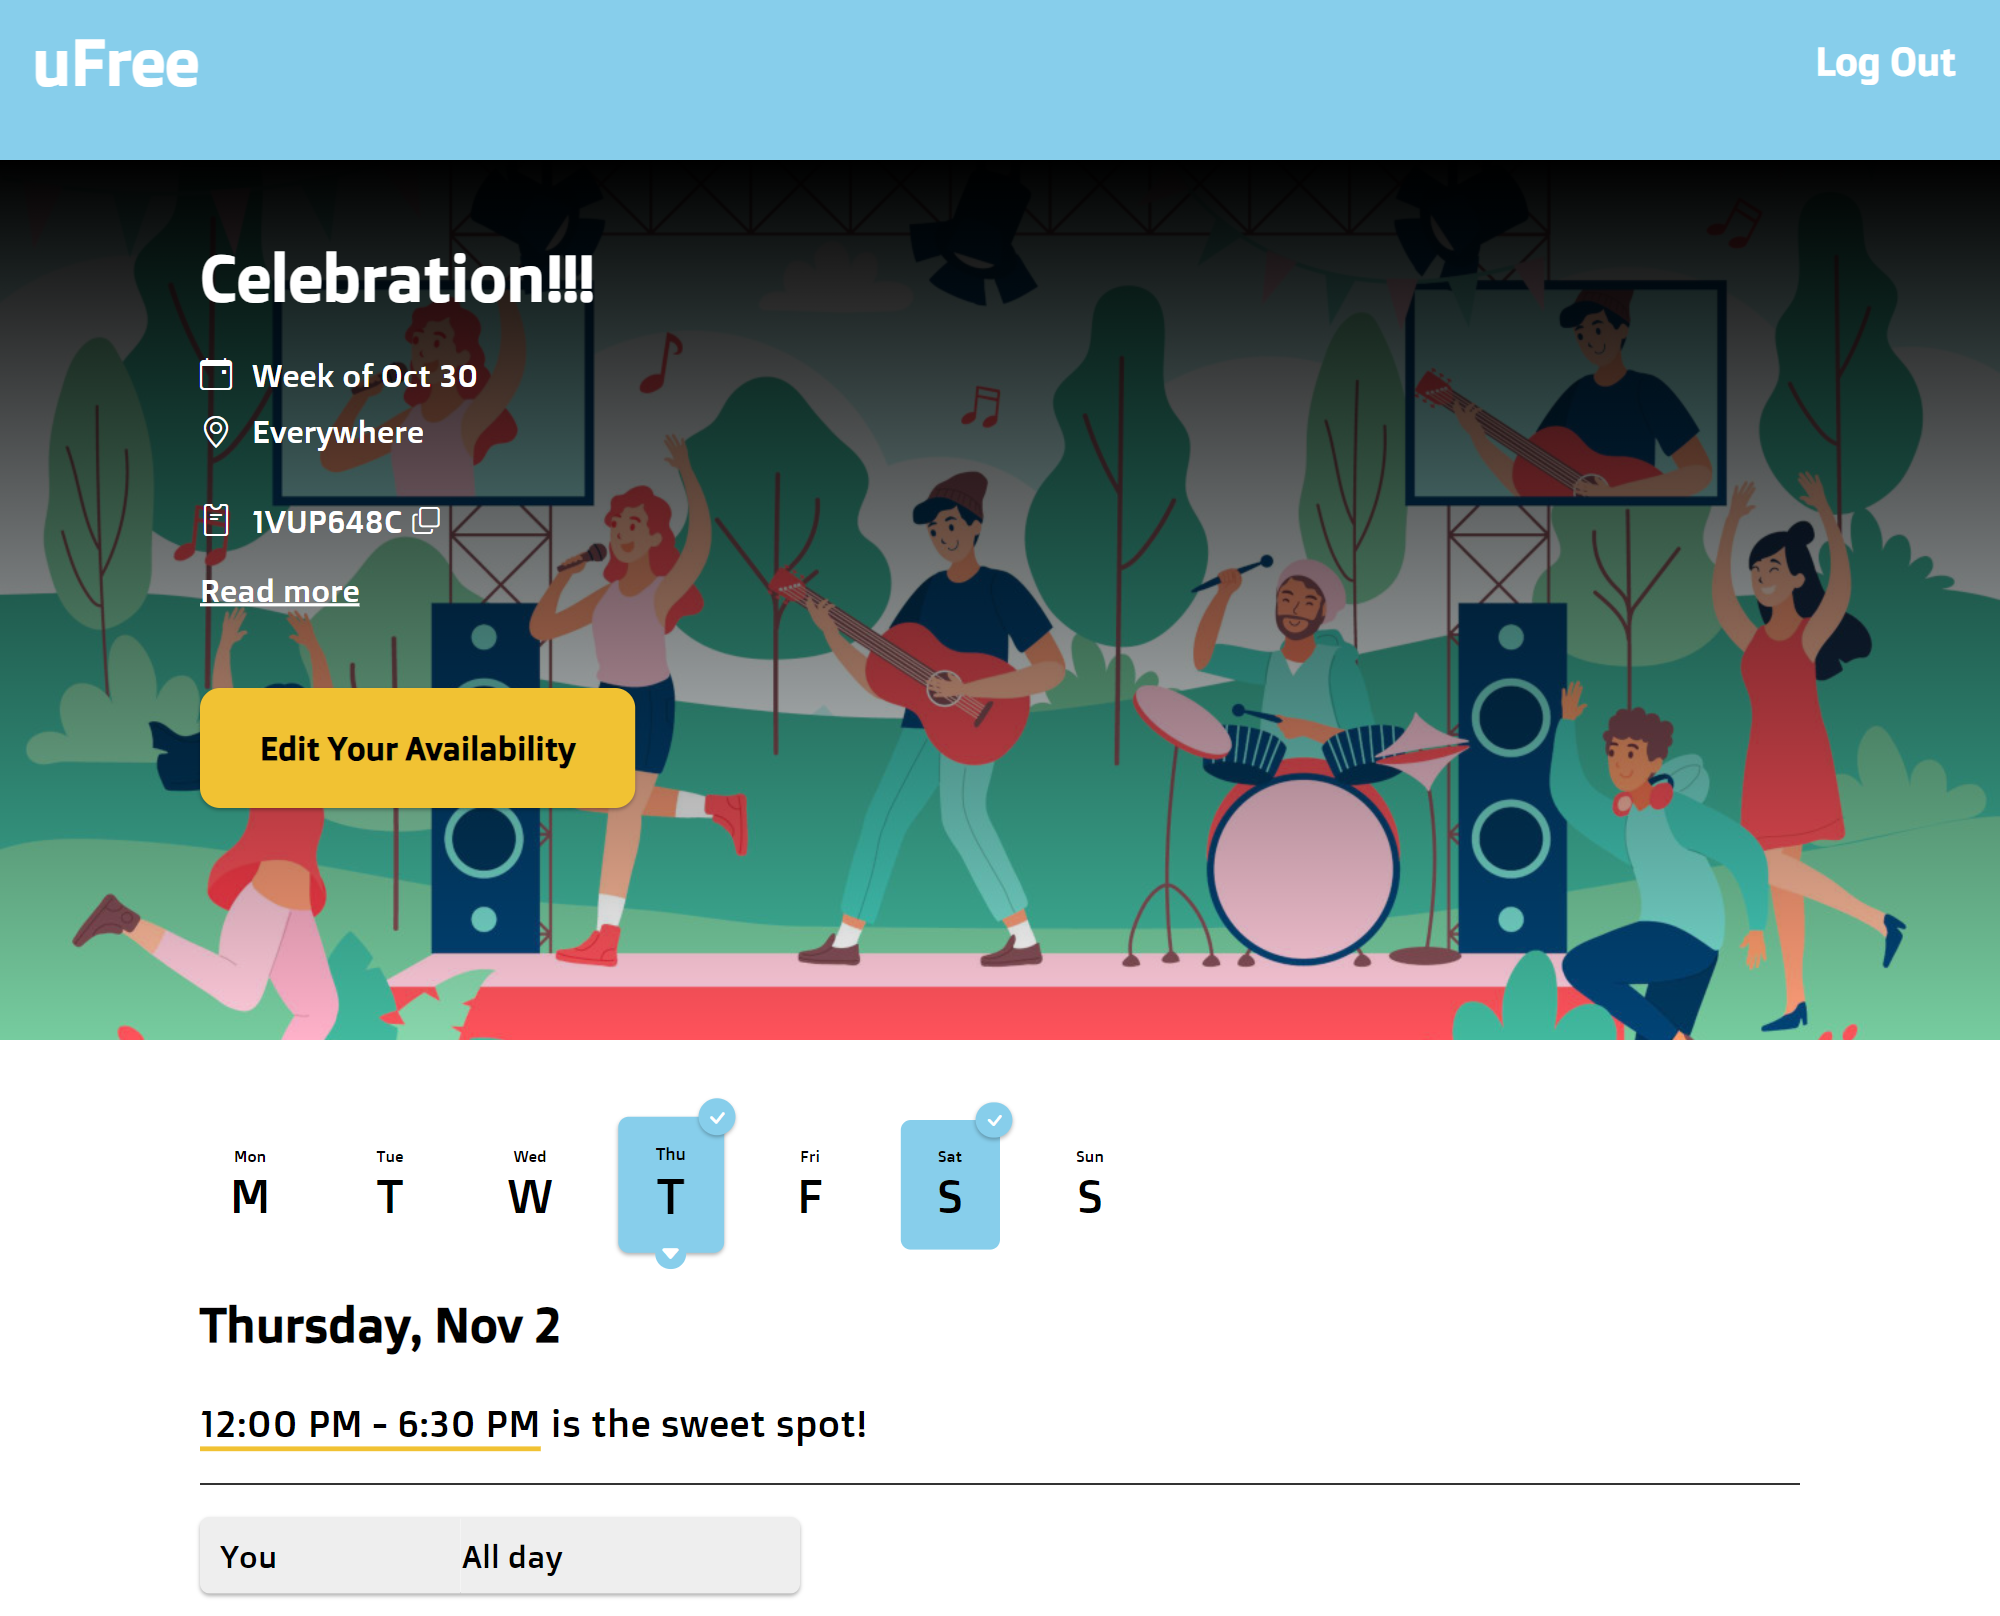 uFree
Log Out
Celebration!!!
Week of Oct 30
Everywhere
1VUP648C
Read more
Edit Your Availability
Mon Tue Wed Thu Fri Sat Sun
M T W T F S S
Thursday, Nov 2
12:00 PM - 6:30 PM is the sweet spot!
You All day